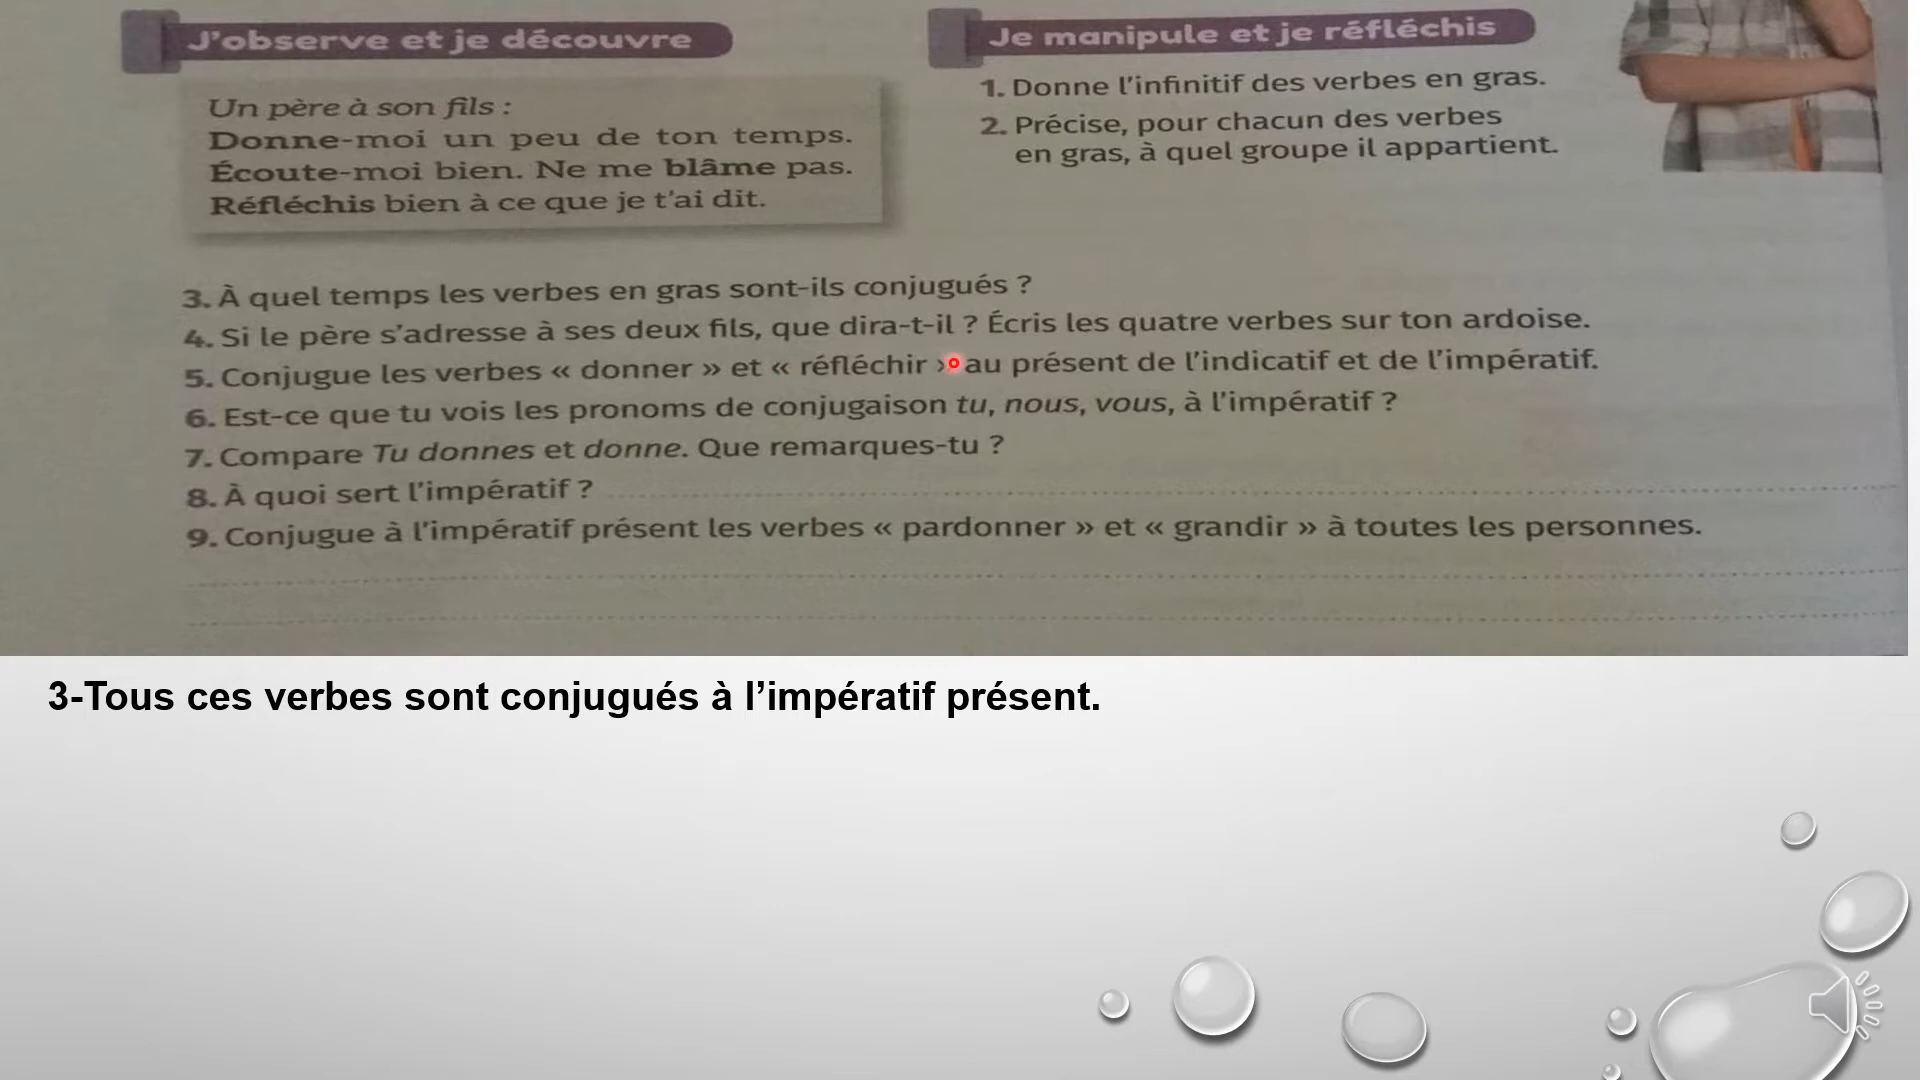 J'observe et je découvre
Un père à son fils :
Donne-moi un peu de ton temps.
Écoute-moi bien. Ne me blâme pas.
Réfléchis bien à ce que je t'ai dit.
Je manipule et je réfléchis
1. Donne l'infinitif des verbes en gras.
2. Précise, pour chacun des verbes
en gras, à quel groupe il appartient.
3. À quel temps les verbes en gras sont-ils conjugués ?
4. Si le père s'adresse à ses deux fils, que dira-t-il ? Écris les quatre verbes sur ton ardoise.
5. Conjugue les verbes « donner » et « réfléchir » au présent de l'indicatif et de l'impératif.
6. Est-ce que tu vois les pronoms de conjugaison tu, nous, vous, à l'impératif ?
7. Compare Tu donnes et donne. Que remarques-tu ?
8. À quoi sert l'impératif ?
9. Conjugue à l'impératif présent les verbes « pardonner » et « grandir » à toutes les personnes.
3-Tous ces verbes sont conjugués à l’impératif présent.